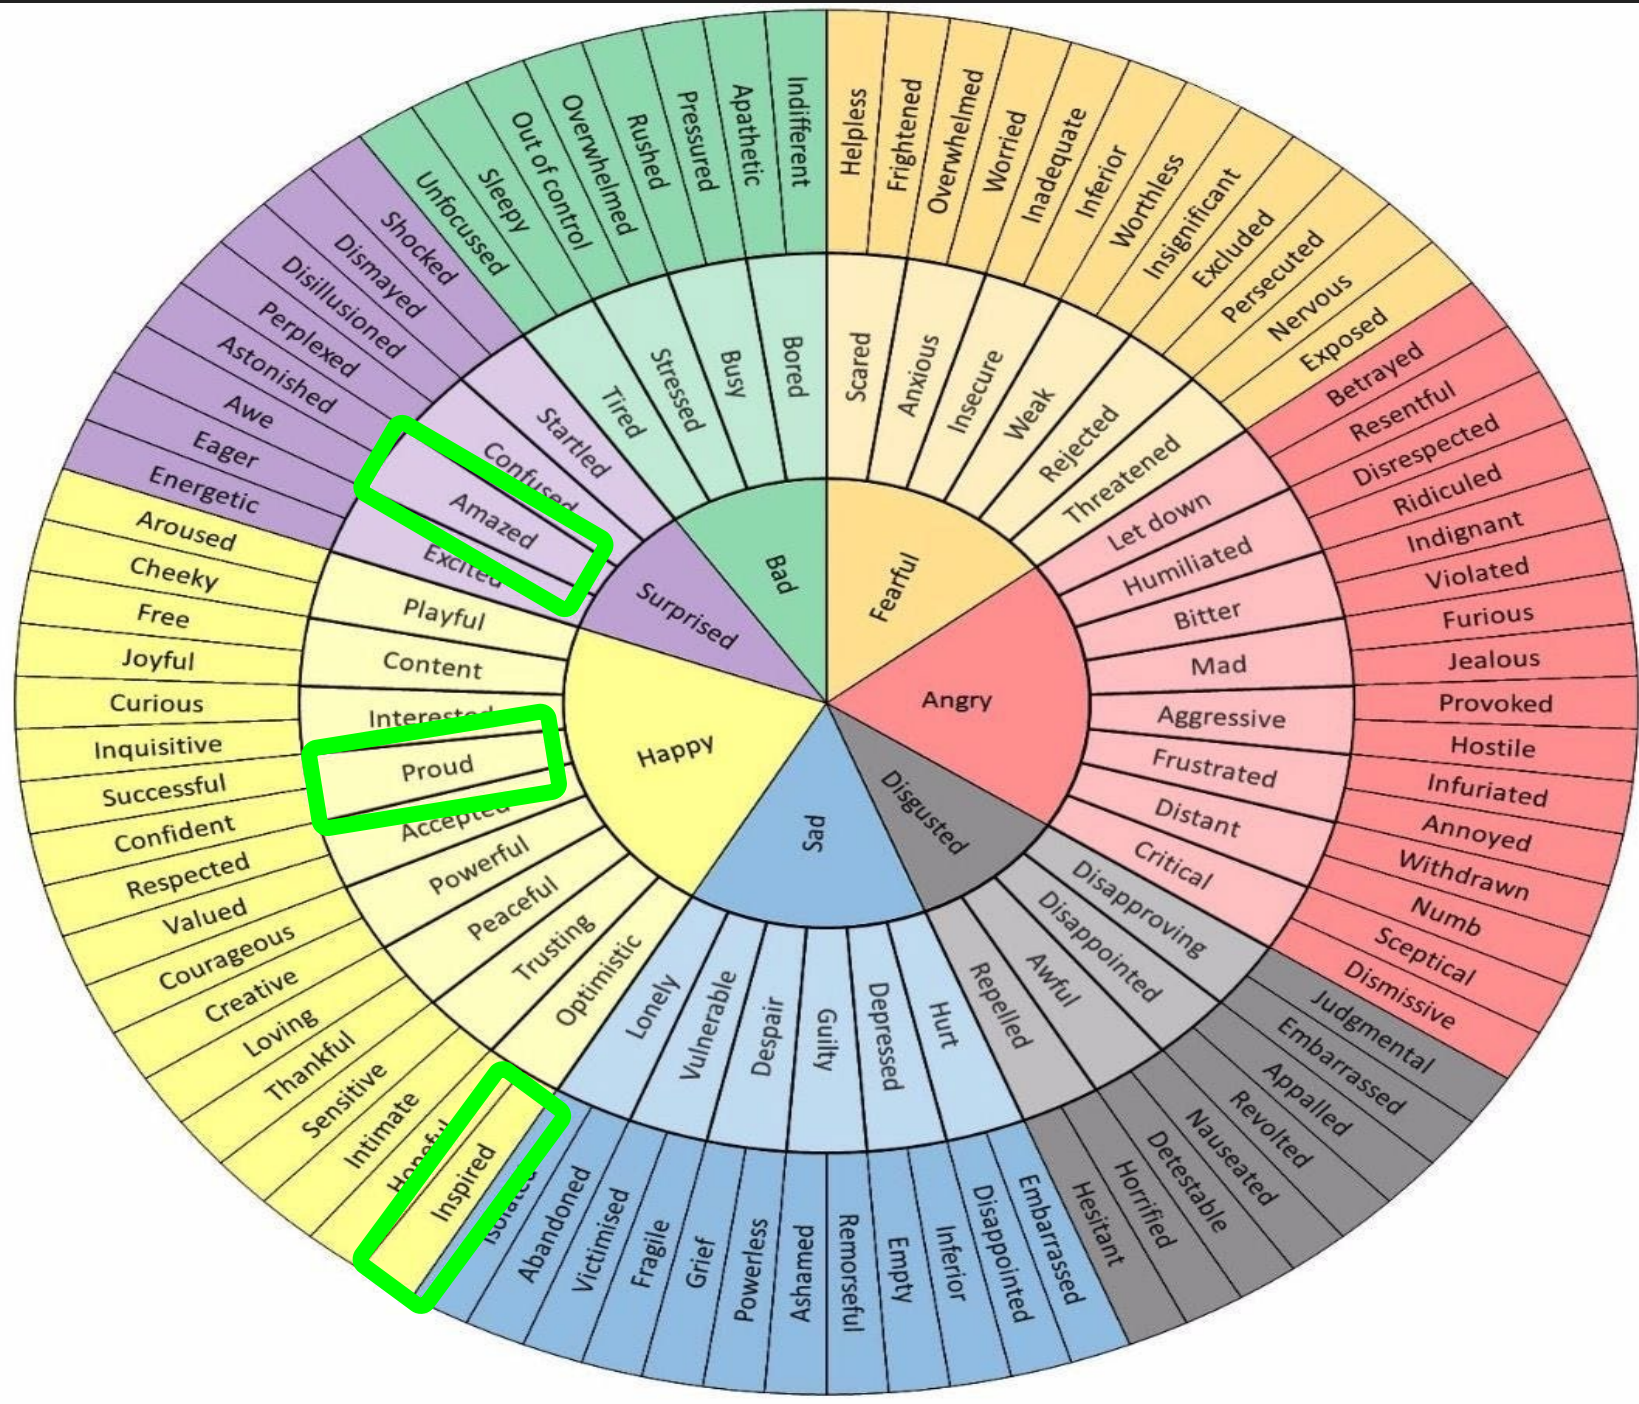 Bad
Fearful
Angry
Disgusted
Sad
Happy
Surprised
Tired
Stressed
Busy
Bored
Scared
Anxious
Insecure
Weak
Rejected
Threatened
Let down
Humiliated
Bitter
Mad
Aggressive
Frustrated
Distant
Critical
Disapproving
Disappointed
Awful
Repelled
Hurt
Depressed
Guilty
Despair
Vulnerable
Lonely
Optimistic
Trusting
Peaceful
Powerful
Accepted
Proud
Interested
Content
Playful
Excited
Amazed
Confused
Startled
Unfocussed
Sleepy
Out of control
Overwhelmed
Rushed
Pressured
Apathetic
Indifferent
Helpless
Frightened
Overwhelmed
Worried
Inadequate
Inferior
Worthless
Insignificant
Excluded
Persecuted
Nervous
Exposed
Betrayed
Resentful
Disrespected
Ridiculed
Indignant
Violated
Furious
Jealous
Provoked
Hostile
Infuriated
Annoyed
Withdrawn
Numb
Sceptical
Dismissive
Judgmental
Embarrassed
Appalled
Revolted
Nauseated
Detestable
Horrified
Hesitant
Embarrassed
Disappointed
Inferior
Empty
Remorseful
Ashamed
Powerless
Grief
Fragile
Victimised
Abandoned
Isolated
Inspired
Hopeful
Intimate
Sensitive
Thankful
Loving
Creative
Courageous
Valued
Respected
Confident
Successful
Inquisitive
Curious
Joyful
Free
Cheeky
Aroused
Energetic
Eager
Awe
Astonished
Perplexed
Disillusioned
Dismayed
Shocked